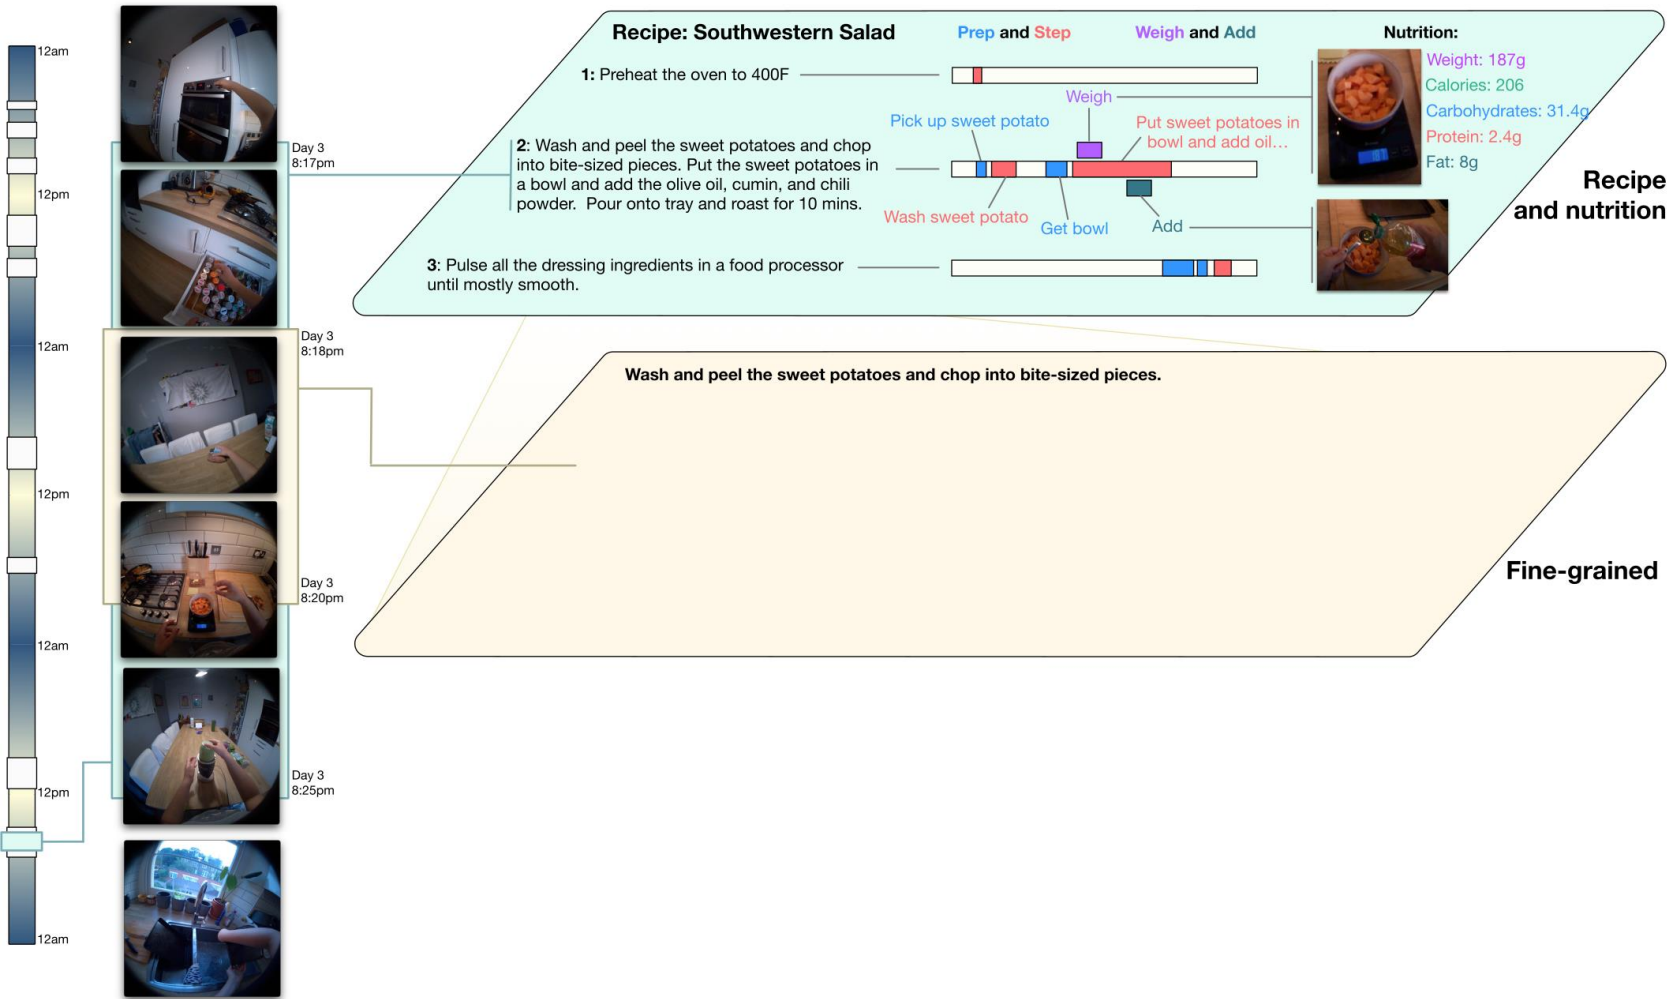 12am
12pm
12am
12pm
12am
12pm
12am
Day 3
8:17pm
Day 3
8:18pm
Day 3
8:20pm
Day 3
8:25pm
Recipe: Southwestern Salad
Prep and Step
Weigh and Add
Nutrition:
1: Preheat the oven to 400F
2: Wash and peel the sweet potatoes and chop
into bite-sized pieces. Put the sweet potatoes in
a bowl and add the olive oil, cumin, and chili
powder. Pour onto tray and roast for 10 mins.
3: Pulse all the dressing ingredients in a food processor
until mostly smooth.
Weigh
Pick up sweet potato
Put sweet potatoes in
bowl and add oil...
Wash sweet potato
Get bowl
Add
Weight: 187g
Calories: 206
Carbohydrates: 31.4g
Protein: 2.4g
Fat: 8g
Recipe
and nutrition
Wash and peel the sweet potatoes and chop into bite-sized pieces.
Fine-grained